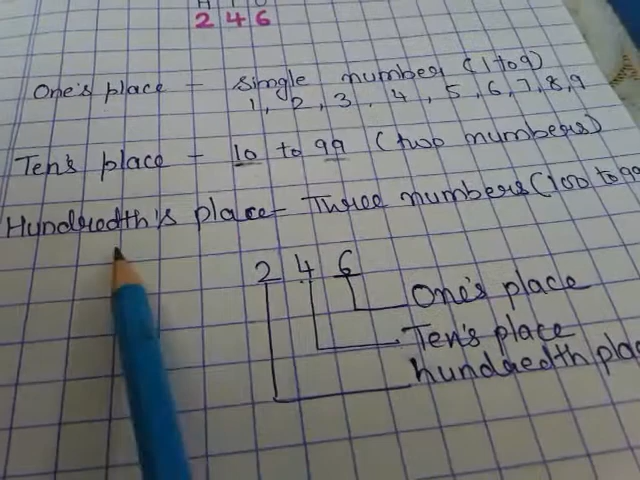 H T O
2 4 6
One's place - single number (1 to 9)
1, 2, 3, 4, 5, 6, 7, 8, 9
Ten's place - 10 to 99 (two numbers)
Hundredth's place - Three numbers (100 to 99
2 4 6
One's place
Ten's place
hundredth pla